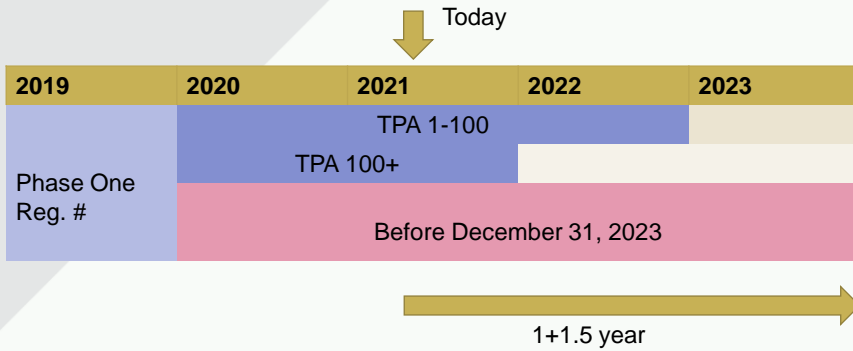 Today
2019 2020 2021 2022 2023
TPA 1-100
TPA 100+
Phase One
Reg. #
Before December 31, 2023
1+1.5 year